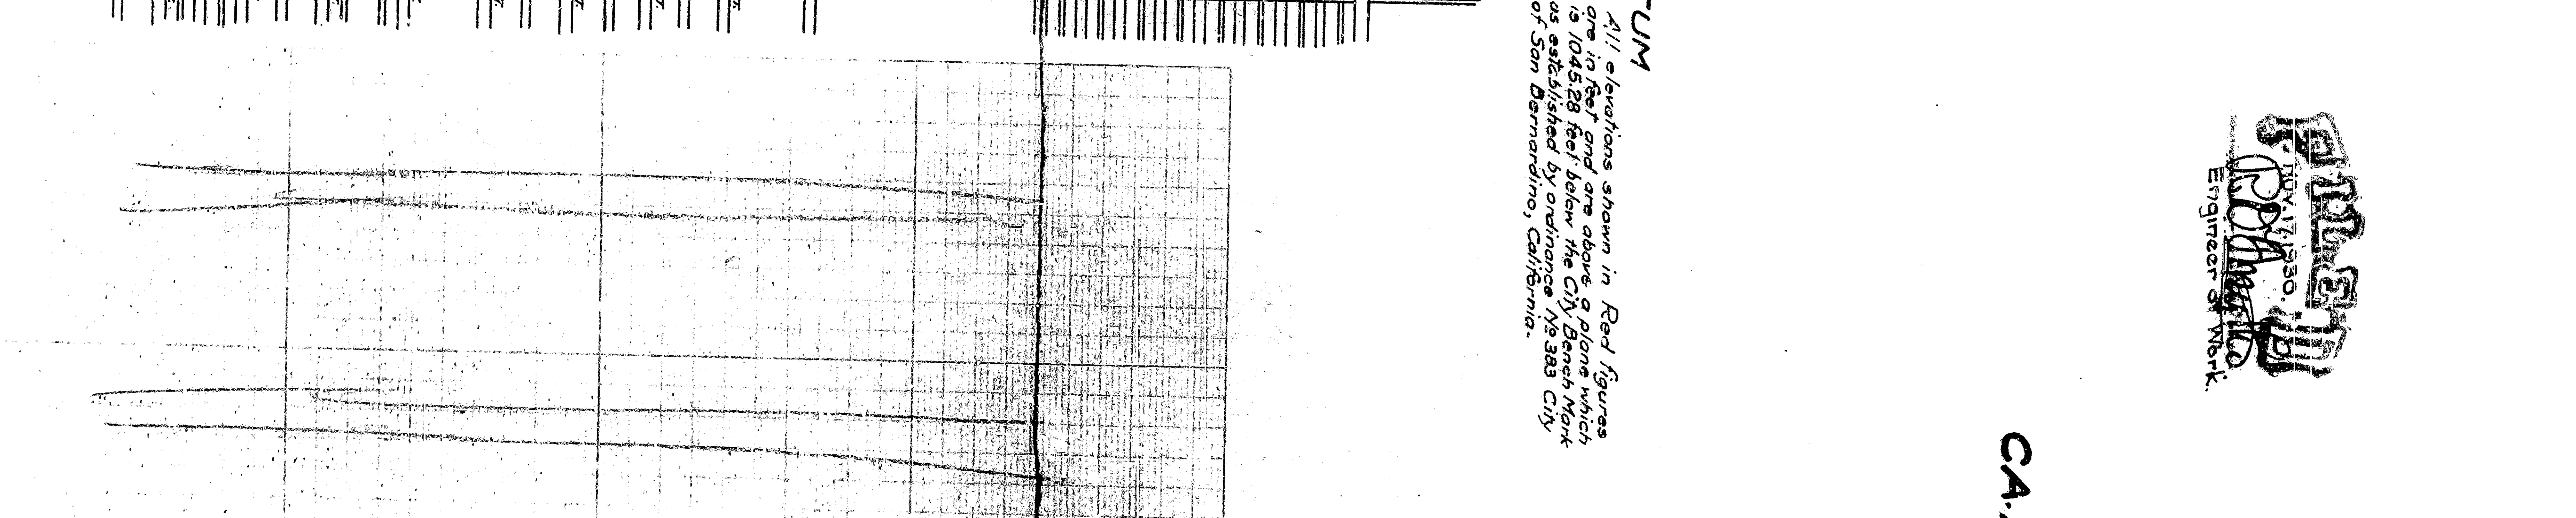 TUM
All elevations shown in Red figures
are in feet and are above a plane which
is 1045.28 feet below the City Bench Mark
as established by ordinance No. 383 City
of San Bernardino, California.
FILED
NOV. 17. 1930.
Engineer of Work.
CA.